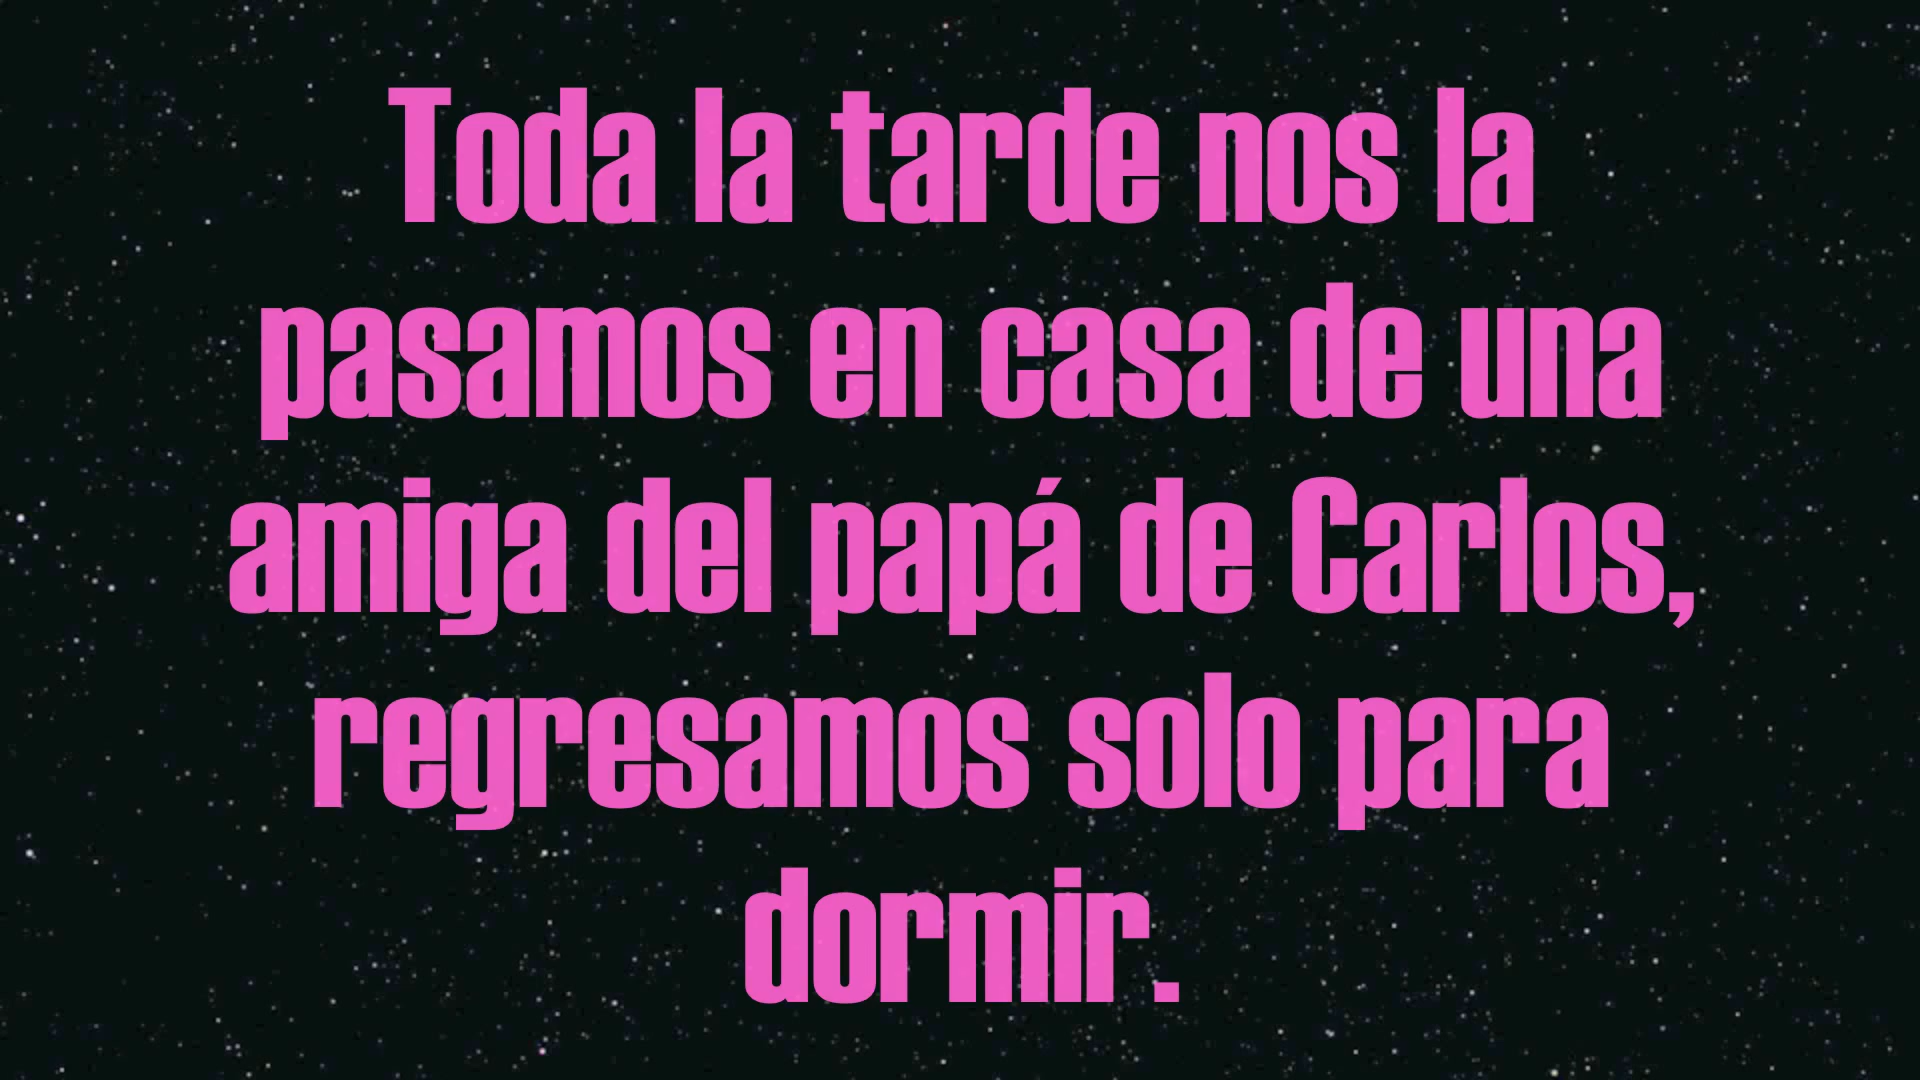 Toda la tarde nos la
pasamos en casa de una
amiga del papá de Carlos,
regresamos solo para
dormir.